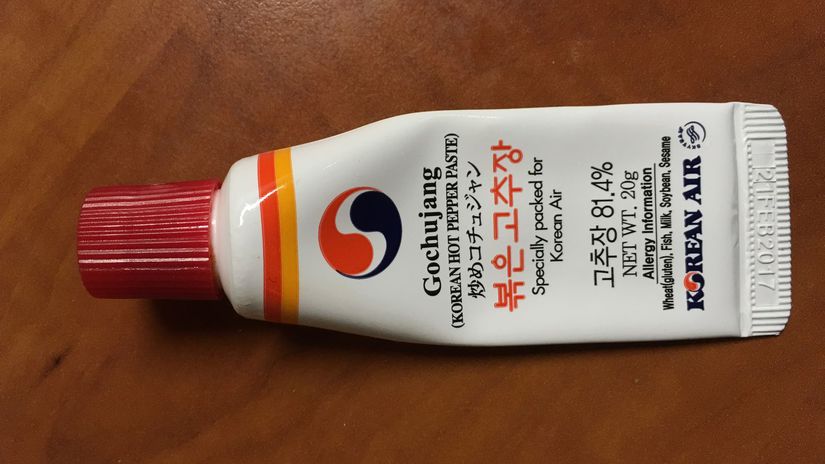 Gochujang
(KOREAN HOT PEPPER PASTE)
炒めコチュジャン
볶은고추장
Specially packed for
Korean Air
고추장 81.4%
NET WT. 20g
Allergy Information
Wheat(gluten), Fish, Milk, Soybean, Sesame
KOREAN AIR
SKYTEAM
21FEB2017